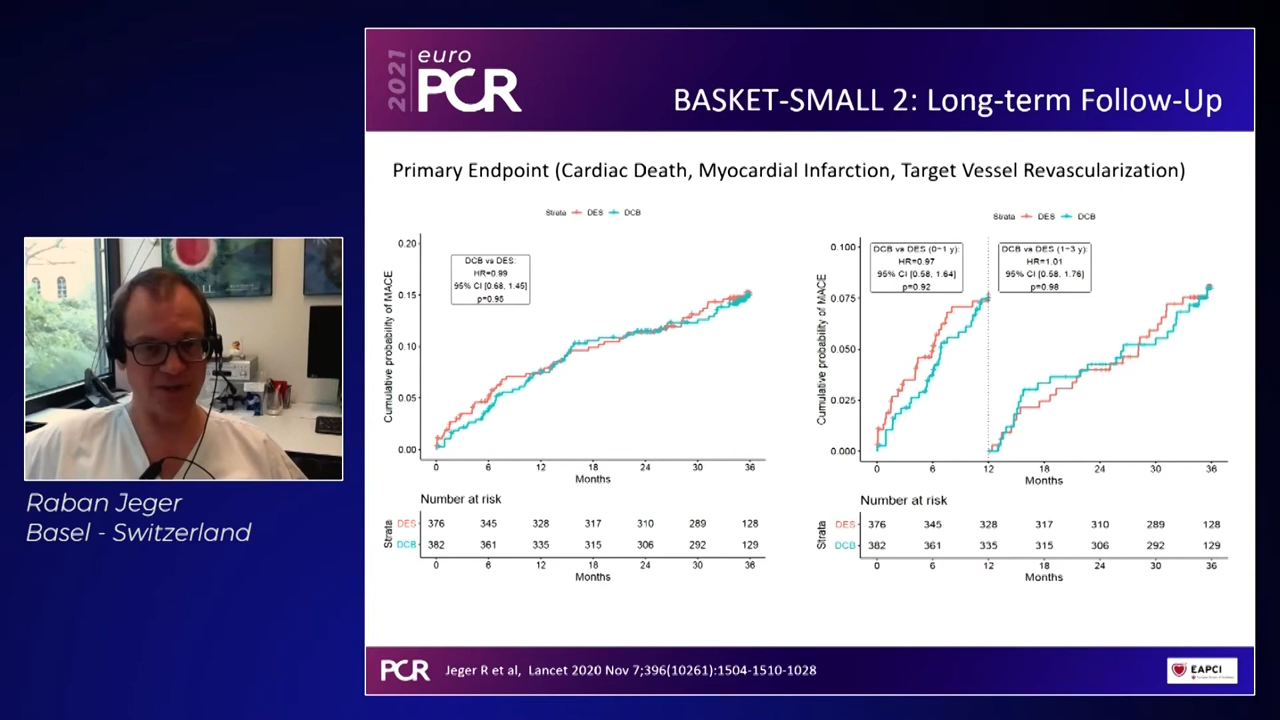 2021 euro
PCR
BASKET-SMALL 2: Long-term Follow-Up
Primary Endpoint (Cardiac Death, Myocardial Infarction, Target Vessel Revascularization)
Strata DES DCB
Cumulative probability of MACE
0.20
0.15
0.10
0.05
0.00
DCB vs DES:
HR=0.99
95% CI [0.68, 1.45]
p=0.95
0 6 12 18 24 30 36
Months
Number at risk
Strata
DES 376 345 328 317 310 289 128
DCB 382 361 335 315 306 292 129
0 6 12 18 24 30 36
Months
Strata DES DCB
Cumulative probability of MACE
0.100
0.075
0.050
0.025
0.000
DCB vs DES (0-1 y):
HR=0.97
95% CI [0.58, 1.64]
p=0.92
DCB vs DES (1-3 y):
HR=1.01
95% CI [0.58, 1.76]
p=0.98
0 6 12 18 24 30 36
Months
Number at risk
Strata
DES 376 345 328 317 310 289 128
DCB 382 361 335 315 306 292 129
0 6 12 18 24 30 36
Months
Raban Jeger
Basel - Switzerland
PCR
Jeger R et al, Lancet 2020 Nov 7;396(10261):1504-1510-1028
EAPCI